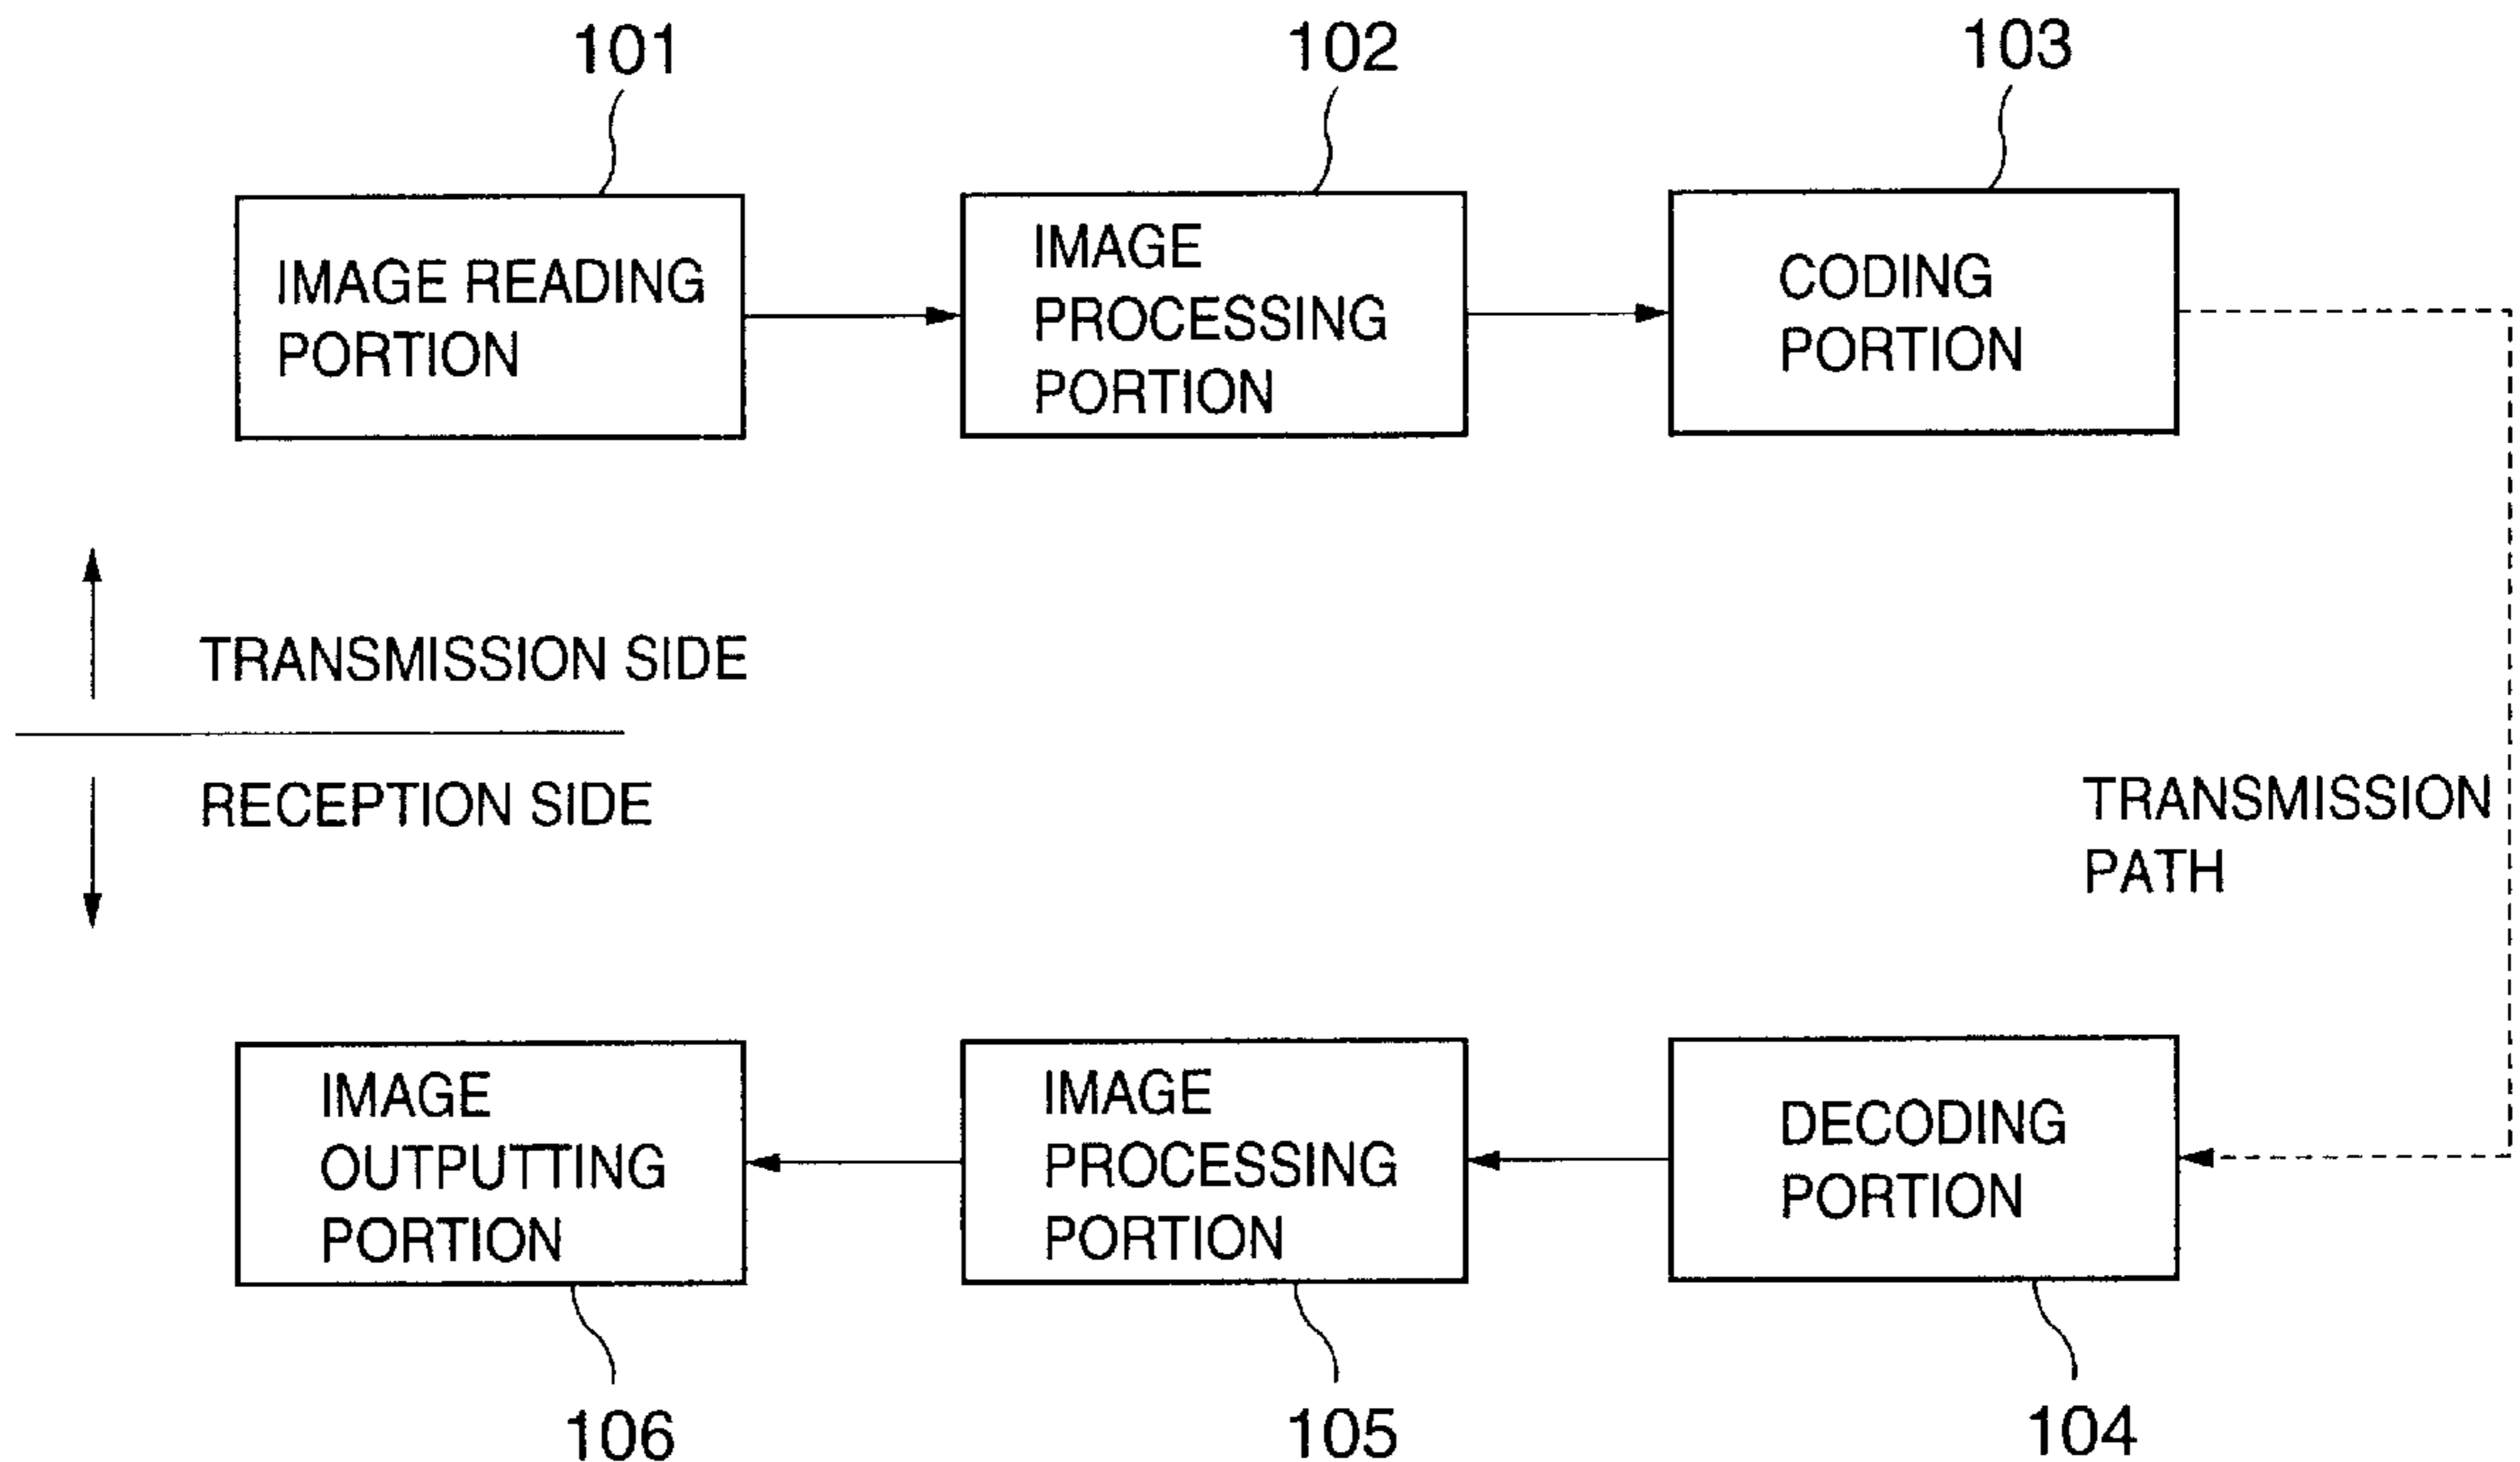 101
102
103
IMAGE READING
PORTION
IMAGE
PROCESSING
PORTION
CODING
PORTION
TRANSMISSION SIDE
RECEPTION SIDE
TRANSMISSION
PATH
IMAGE
OUTPUTTING
PORTION
IMAGE
PROCESSING
PORTION
DECODING
PORTION
106
105
104